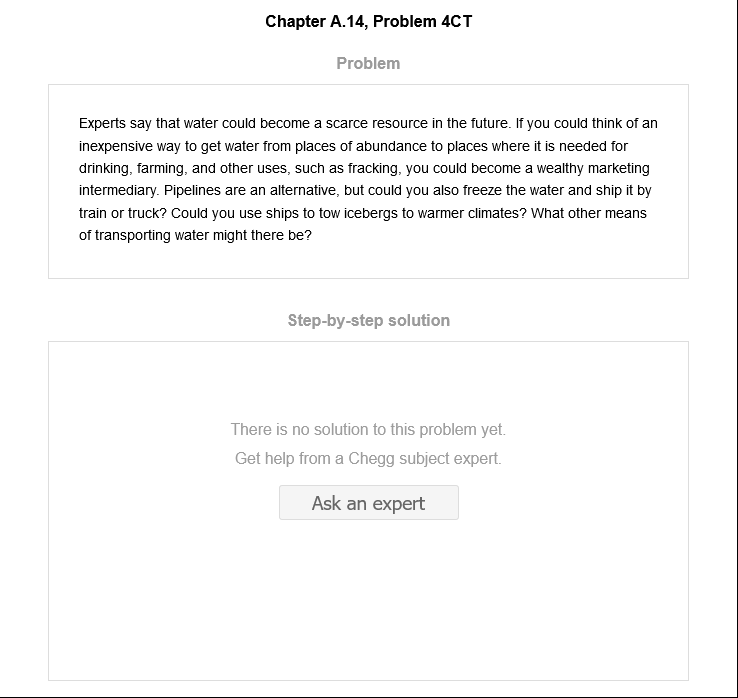 Chapter A.14, Problem 4CT
Problem
Experts say that water could become a scarce resource in the future. If you could think of an
inexpensive way to get water from places of abundance to places where it is needed for
drinking, farming, and other uses, such as fracking, you could become a wealthy marketing
intermediary. Pipelines are an alternative, but could you also freeze the water and ship it by
train or truck? Could you use ships to tow icebergs to warmer climates? What other means
of transporting water might there be?
Step-by-step solution
There is no solution to this problem yet.
Get help from a Chegg subject expert.
Ask an expert